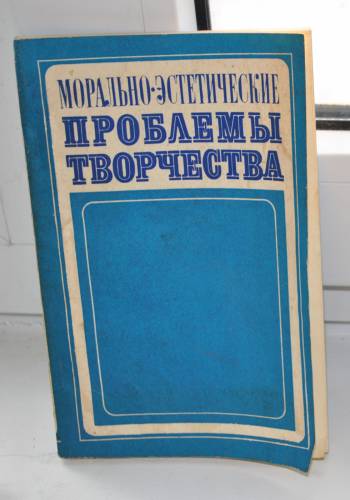 МОРАЛЬНО-ЭСТЕТИЧЕСКИЕ
ПРОБЛЕМЫ
ТВОРЧЕСТВА